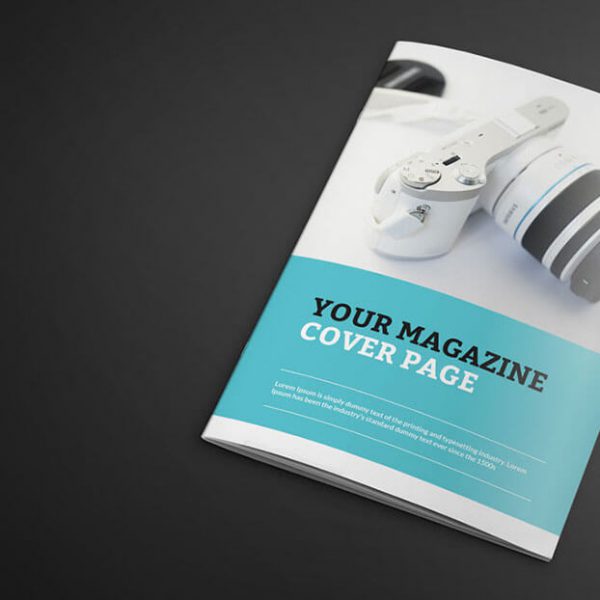 YOUR MAGAZINE
COVER PAGE
Lorem Ipsum is simply dummy text of the printing and typesetting industry. Lorem
Ipsum has been the industry's standard dummy text ever since the 1500s